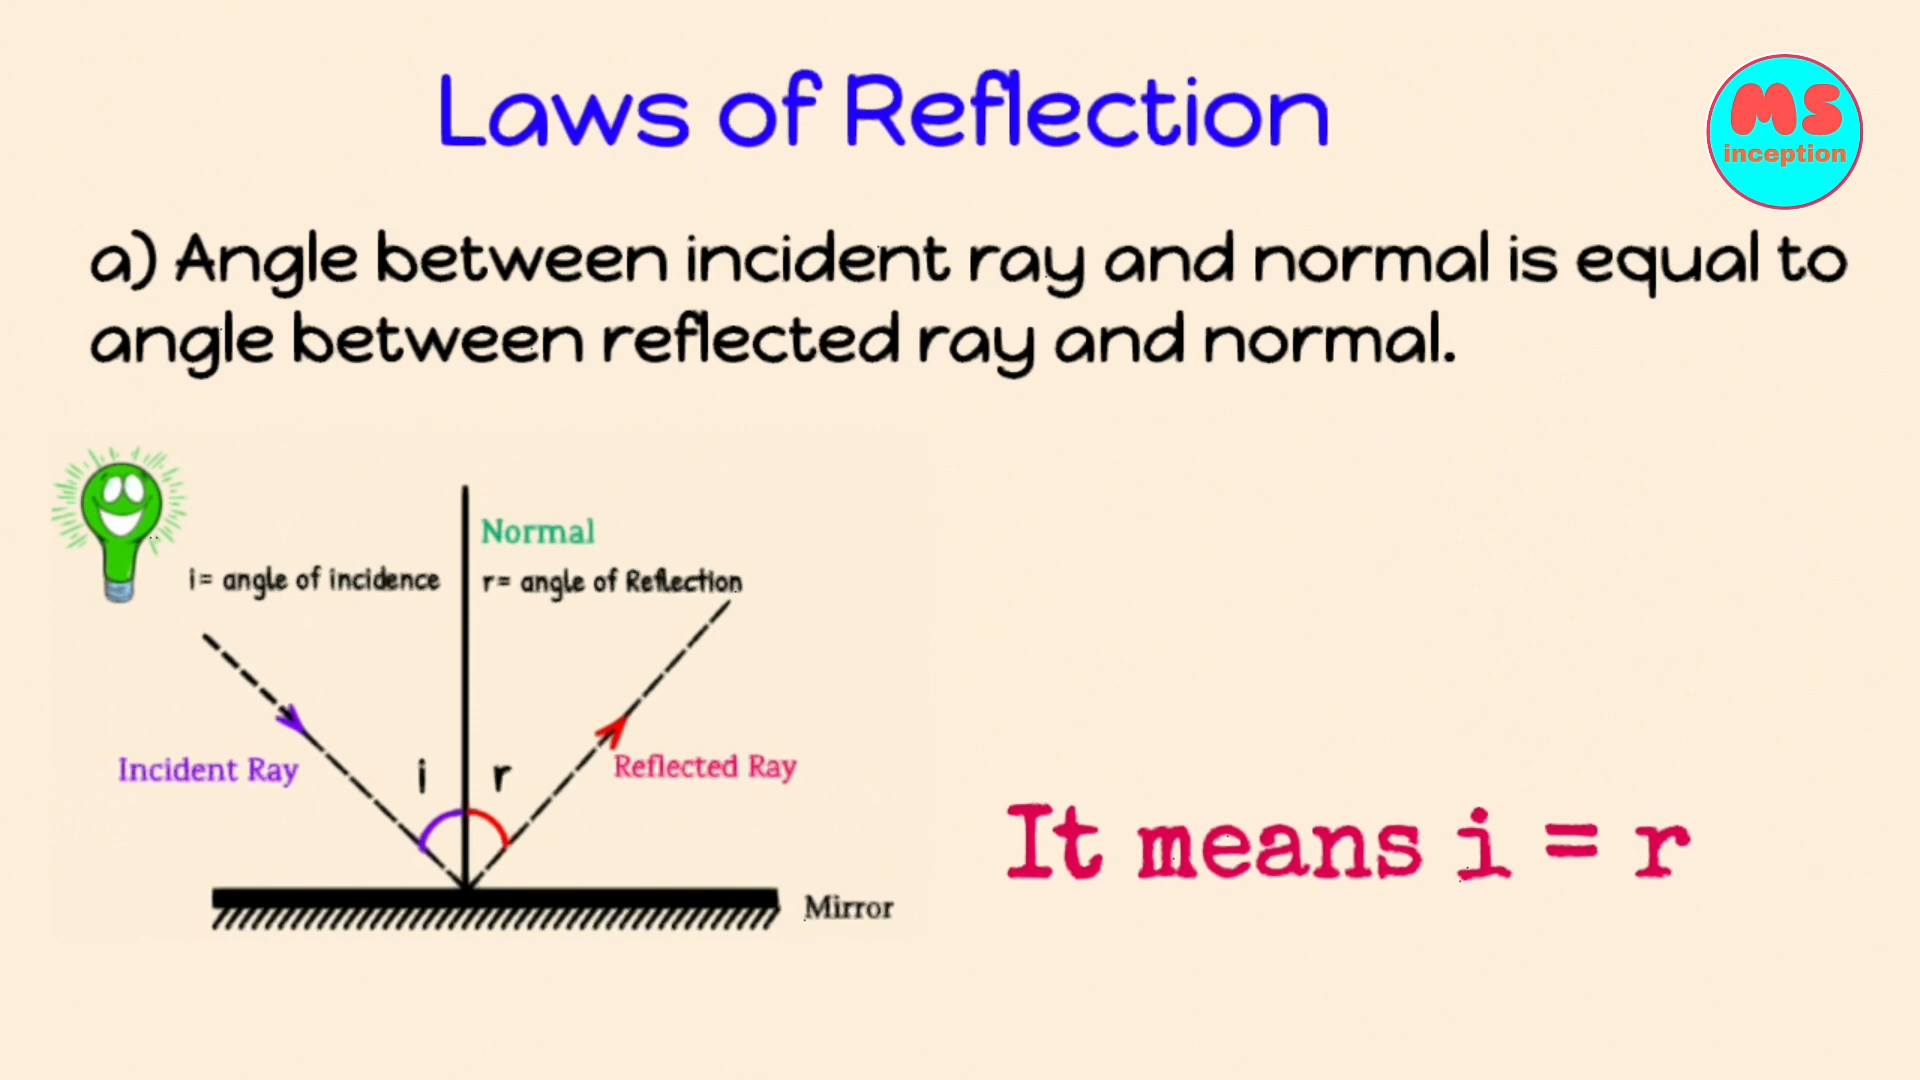 Laws of Reflection
MS
inception
a) Angle between incident ray and normal is equal to
angle between reflected ray and normal.
Normal
i= angle of incidence
r= angle of Reflection
Incident Ray
i
r
Reflected Ray
It means i = r
Mirror